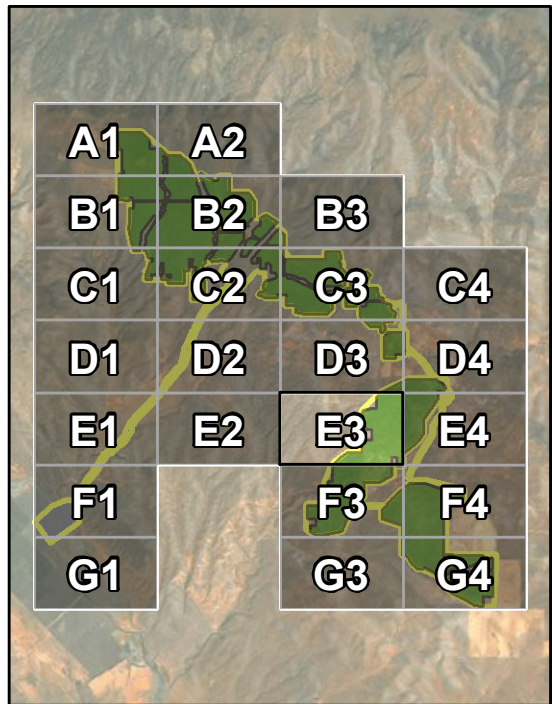 A1 A2
B1 B2 B3
C1 C2 C3 C4
D1 D2 D3 D4
E1 E2 E3 E4
F1 F3 F4
G1 G3 G4